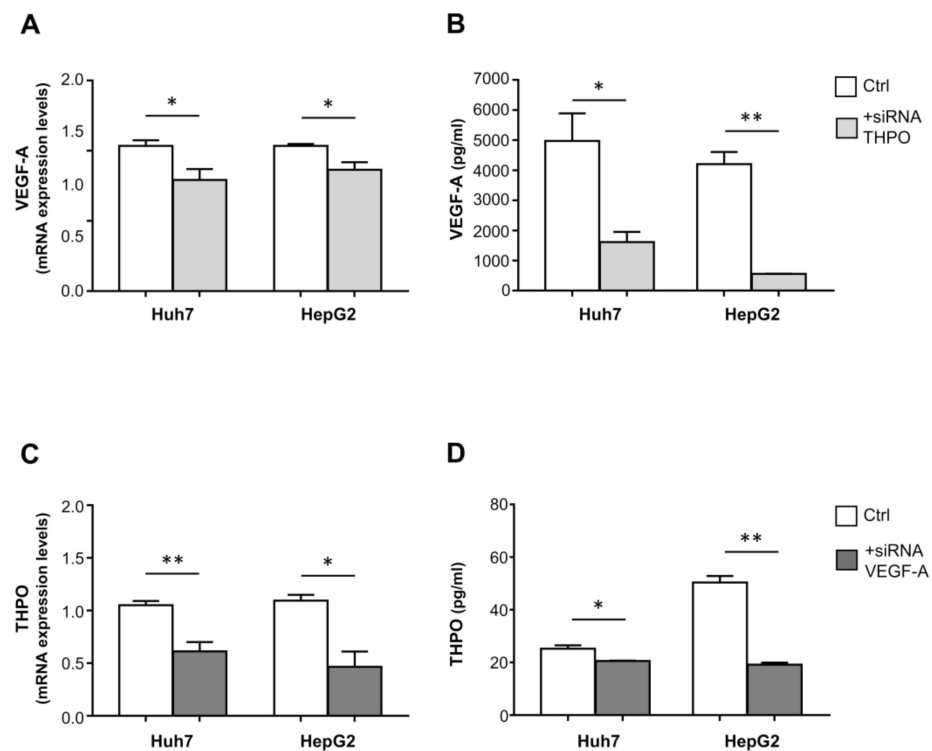 A
VEGF-A
(mRNA expression levels)
2.0
1.5
1.0
0.5
0.0
*
*
Huh7
HepG2
B
VEGF-A (pg/ml)
7000
6000
5000
4000
3000
2000
1000
0
*
**
Huh7
HepG2
Ctrl
+siRNA
THPO
C
THPO
(mRNA expression levels)
2.0
1.5
1.0
0.5
0.0
**
*
Huh7
HepG2
D
THPO (pg/ml)
80
60
40
20
0
*
**
Huh7
HepG2
Ctrl
+siRNA
VEGF-A